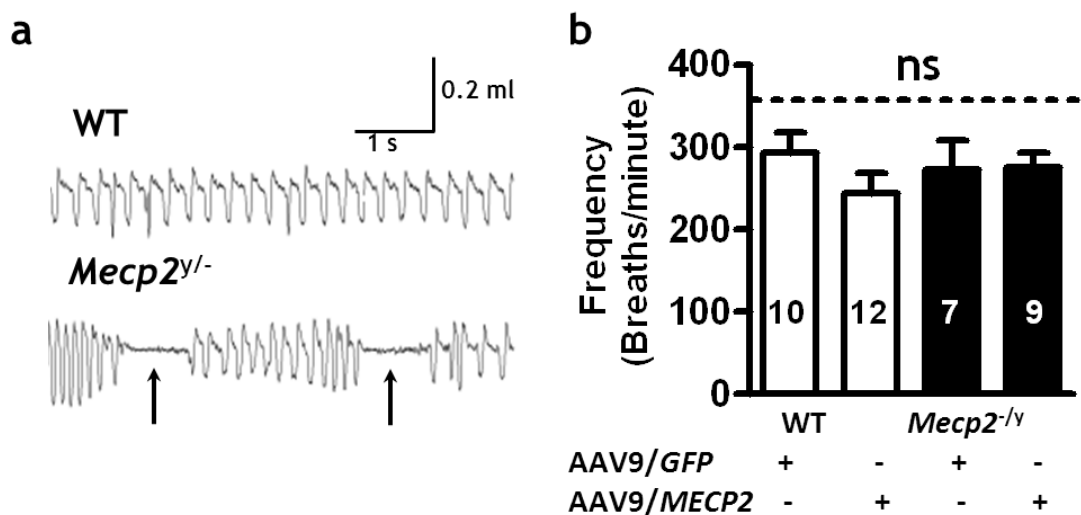 a
0.2 ml
1 s
WT
Mecp2y/-
b
ns
Frequency
(Breaths/minute)
400
300
200
100
0
10 12 7 9
WT Mecp2-/y
AAV9/GFP + - + -
AAV9/MECP2 - + - +